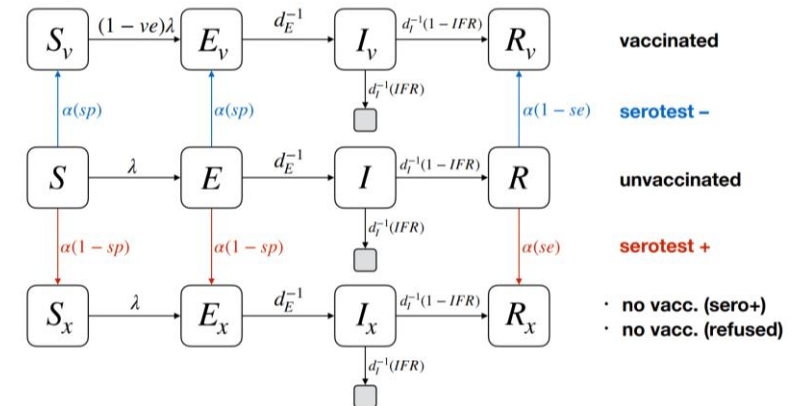 S_v (1 − ve)λ E_v d_E^{-1} I_v d_I^{-1}(1 − IFR) R_v vaccinated
d_I^{-1}(IFR)
α(sp) α(sp) α(1 − se) serotest −
S λ E d_E^{-1} I d_I^{-1}(1 − IFR) R unvaccinated
d_I^{-1}(IFR)
α(1 − sp) α(1 − sp) α(se) serotest +
S_x λ E_x d_E^{-1} I_x d_I^{-1}(1 − IFR) R_x · no vacc. (sero+)
· no vacc. (refused)
d_I^{-1}(IFR)